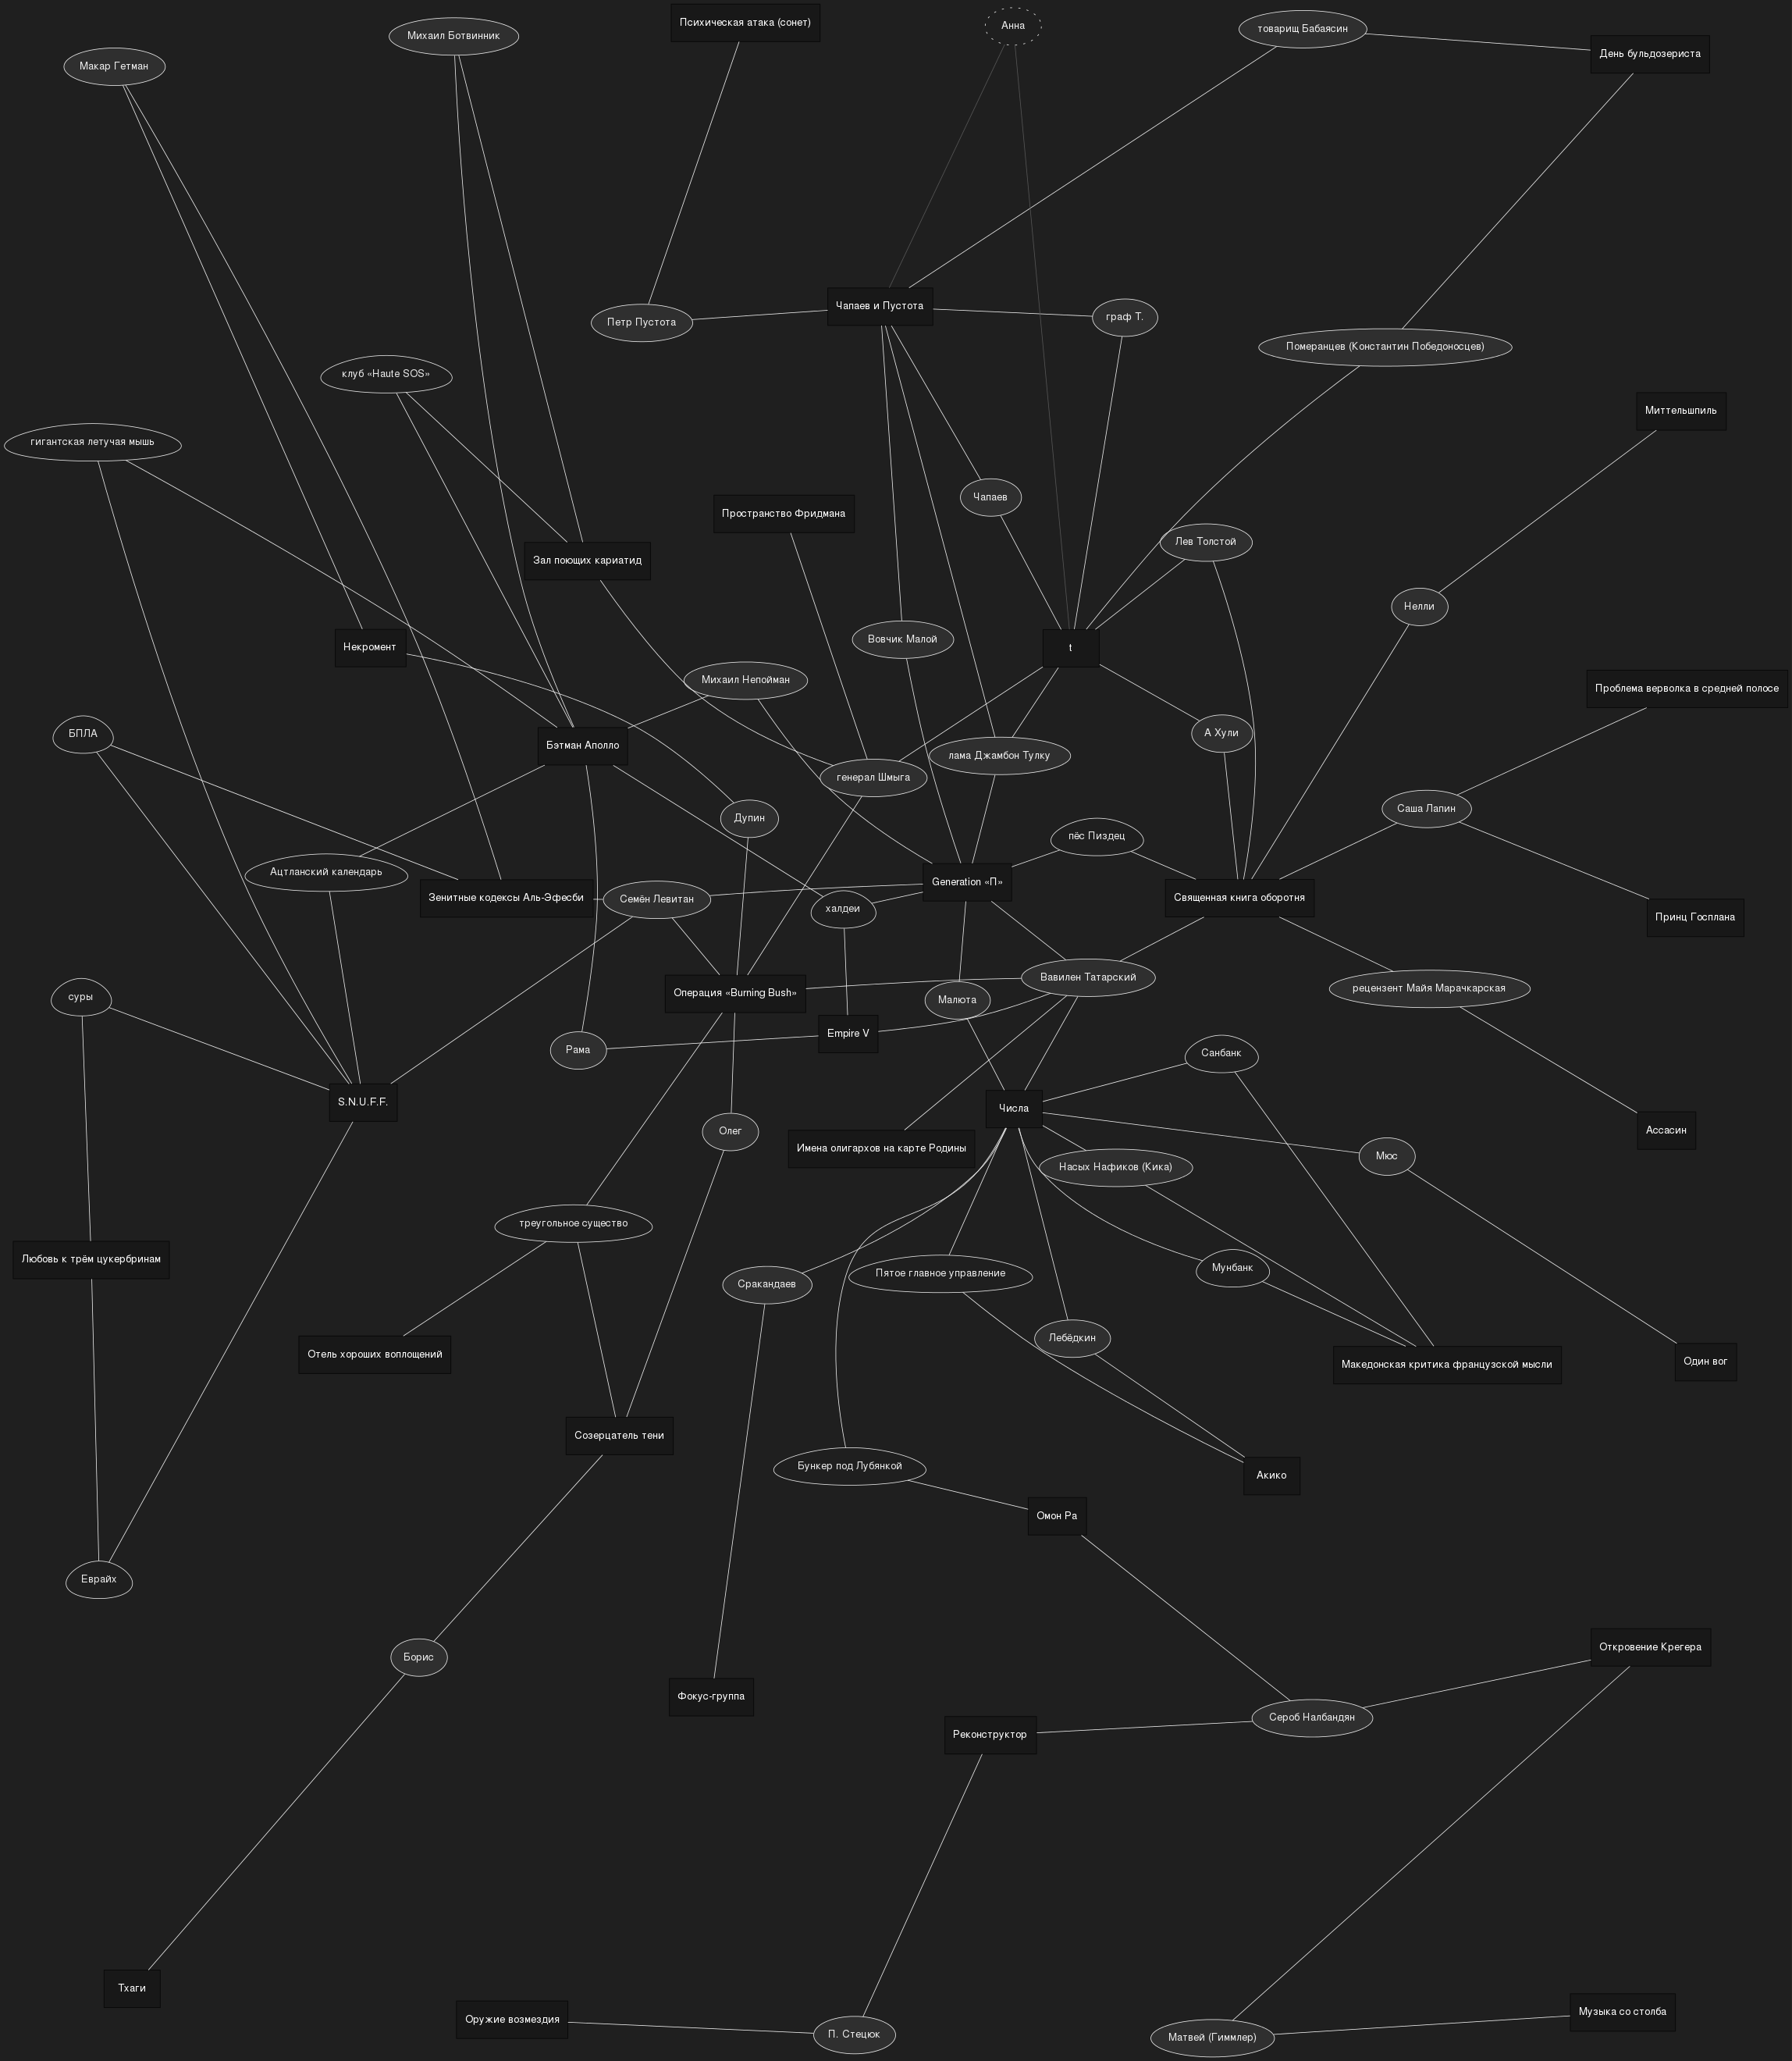 Психическая атака (сонет)
Анна
товарищ Бабаясин
Михаил Ботвинник
День бульдозериста
Макар Гетман
Чапаев и Пустота
граф Т.
Петр Пустота
Померанцев (Константин Победоносцев)
клуб «Haute SOS»
Миттельшпиль
гигантская летучая мышь
Чапаев
Пространство Фридмана
Лев Толстой
Зал поющих кариатид
Нелли
Вовчик Малой
Некромент
t
Михаил Непойман
Проблема верволка в средней полосе
БПЛА
А Хули
Бэтман Аполло
лама Джамбон Тулку
генерал Шмыга
Саша Лапин
Дупин
пёс Пиздец
Ацтланский календарь
Generation «П»
Зенитные кодексы Аль-Эфесби
Семён Левитан
халдеи
Священная книга оборотня
Принц Госплана
Вавилен Татарский
рецензент Майя Марачкарская
суры
Операция «Burning Bush»
Малюта
Empire V
Рама
Санбанк
S.N.U.F.F.
Числа
Олег
Ассасин
Имена олигархов на карте Родины
Мюс
Насых Нафиков (Кика)
треугольное существо
Любовь к трём цукербринам
Сракандаев
Пятое главное управление
Мунбанк
Лебёдкин
Отель хороших воплощений
Македонская критика французской мысли
Один вог
Созерцатель тени
Бункер под Лубянкой
Акико
Омон Ра
Еврайх
Борис
Откровение Крегера
Фокус-группа
Сероб Налбандян
Реконструктор
Тхаги
Оружие возмездия
П. Стецюк
Матвей (Гиммлер)
Музыка со столба